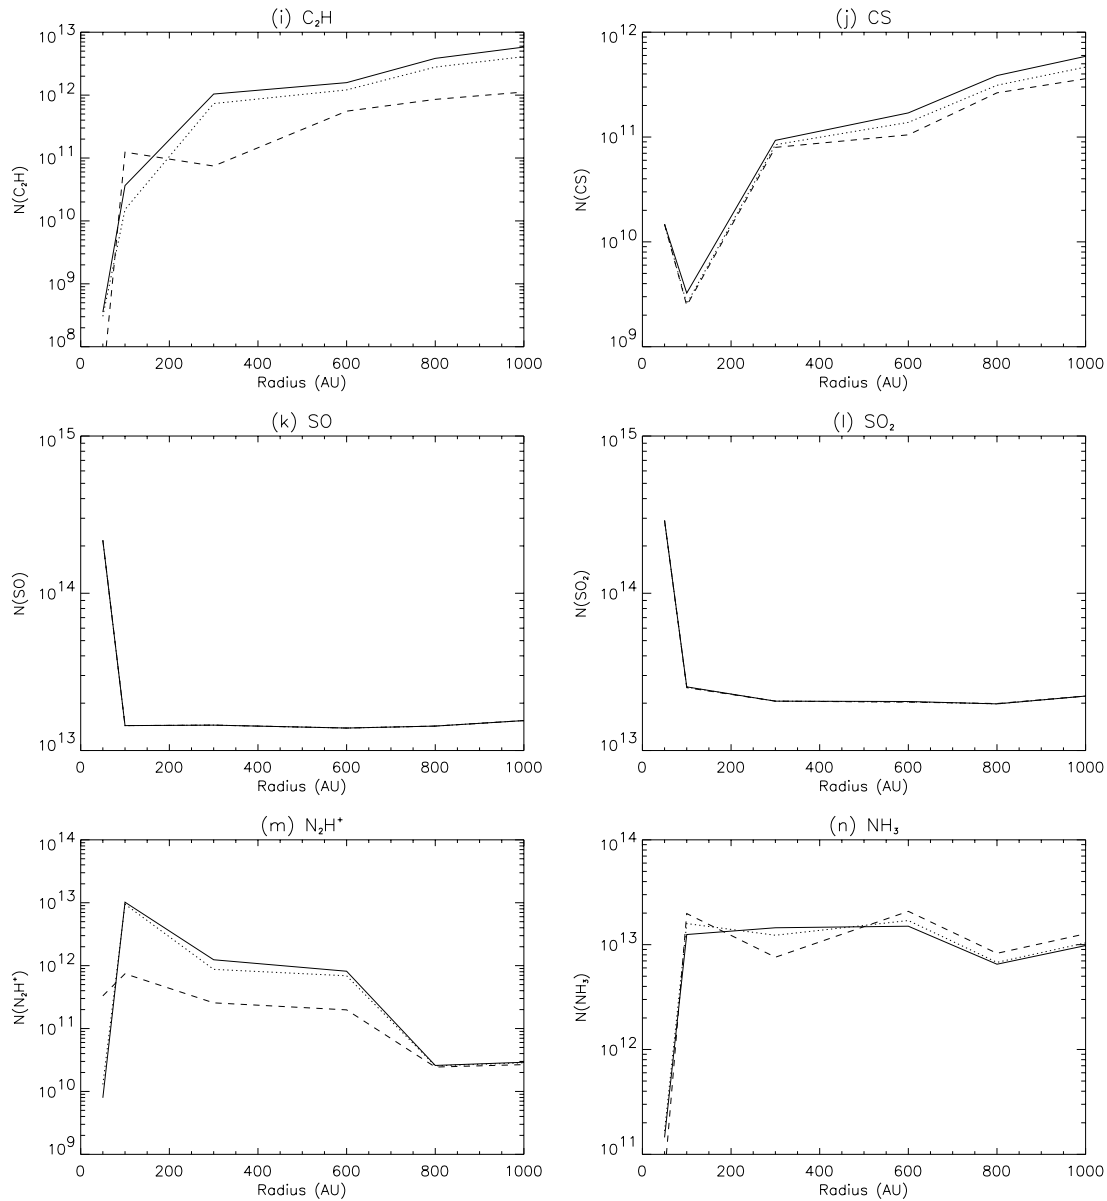 (i) C₂H
10¹³
10¹²
10¹¹
10¹⁰
10⁹
10⁸
N(C₂H)
0 200 400 600 800 1000
Radius (AU)
(j) CS
10¹²
10¹¹
10¹⁰
10⁹
N(CS)
0 200 400 600 800 1000
Radius (AU)
(k) SO
10¹⁵
10¹⁴
10¹³
N(SO)
0 200 400 600 800 1000
Radius (AU)
(l) SO₂
10¹⁵
10¹⁴
10¹³
N(SO₂)
0 200 400 600 800 1000
Radius (AU)
(m) N₂H⁺
10¹⁴
10¹³
10¹²
10¹¹
10¹⁰
10⁹
N(N₂H⁺)
0 200 400 600 800 1000
Radius (AU)
(n) NH₃
10¹⁴
10¹³
10¹²
10¹¹
N(NH₃)
0 200 400 600 800 1000
Radius (AU)